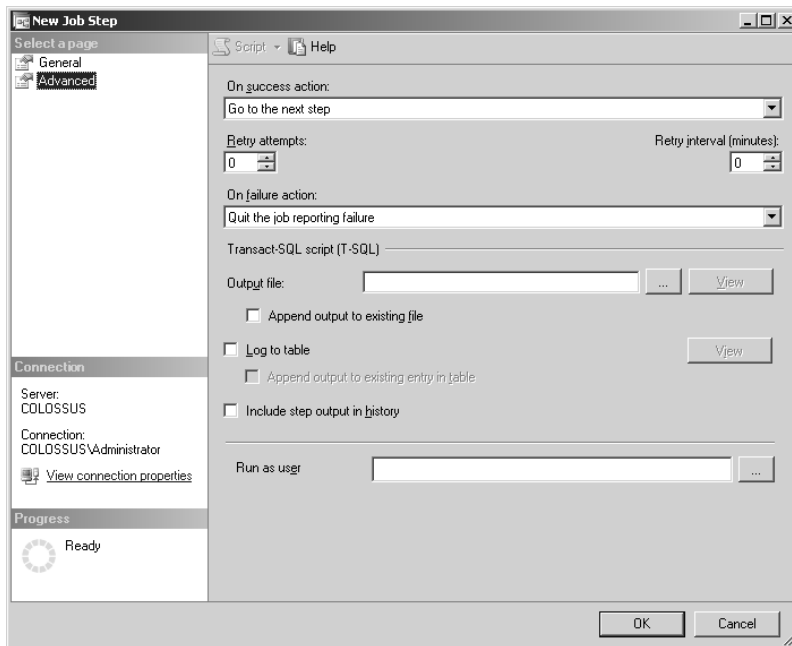 New Job Step
Select a page
General
Advanced
Script
Help
On success action:
Go to the next step
Retry attempts:
Retry interval (minutes):
0
0
On failure action:
Quit the job reporting failure
Transact-SQL script (T-SQL)
Output file:
...
View
Append output to existing file
Log to table
View
Append output to existing entry in table
Include step output in history
Run as user
...
Connection
Server:
COLOSSUS
Connection:
COLOSSUS\Administrator
View connection properties
Progress
Ready
OK
Cancel